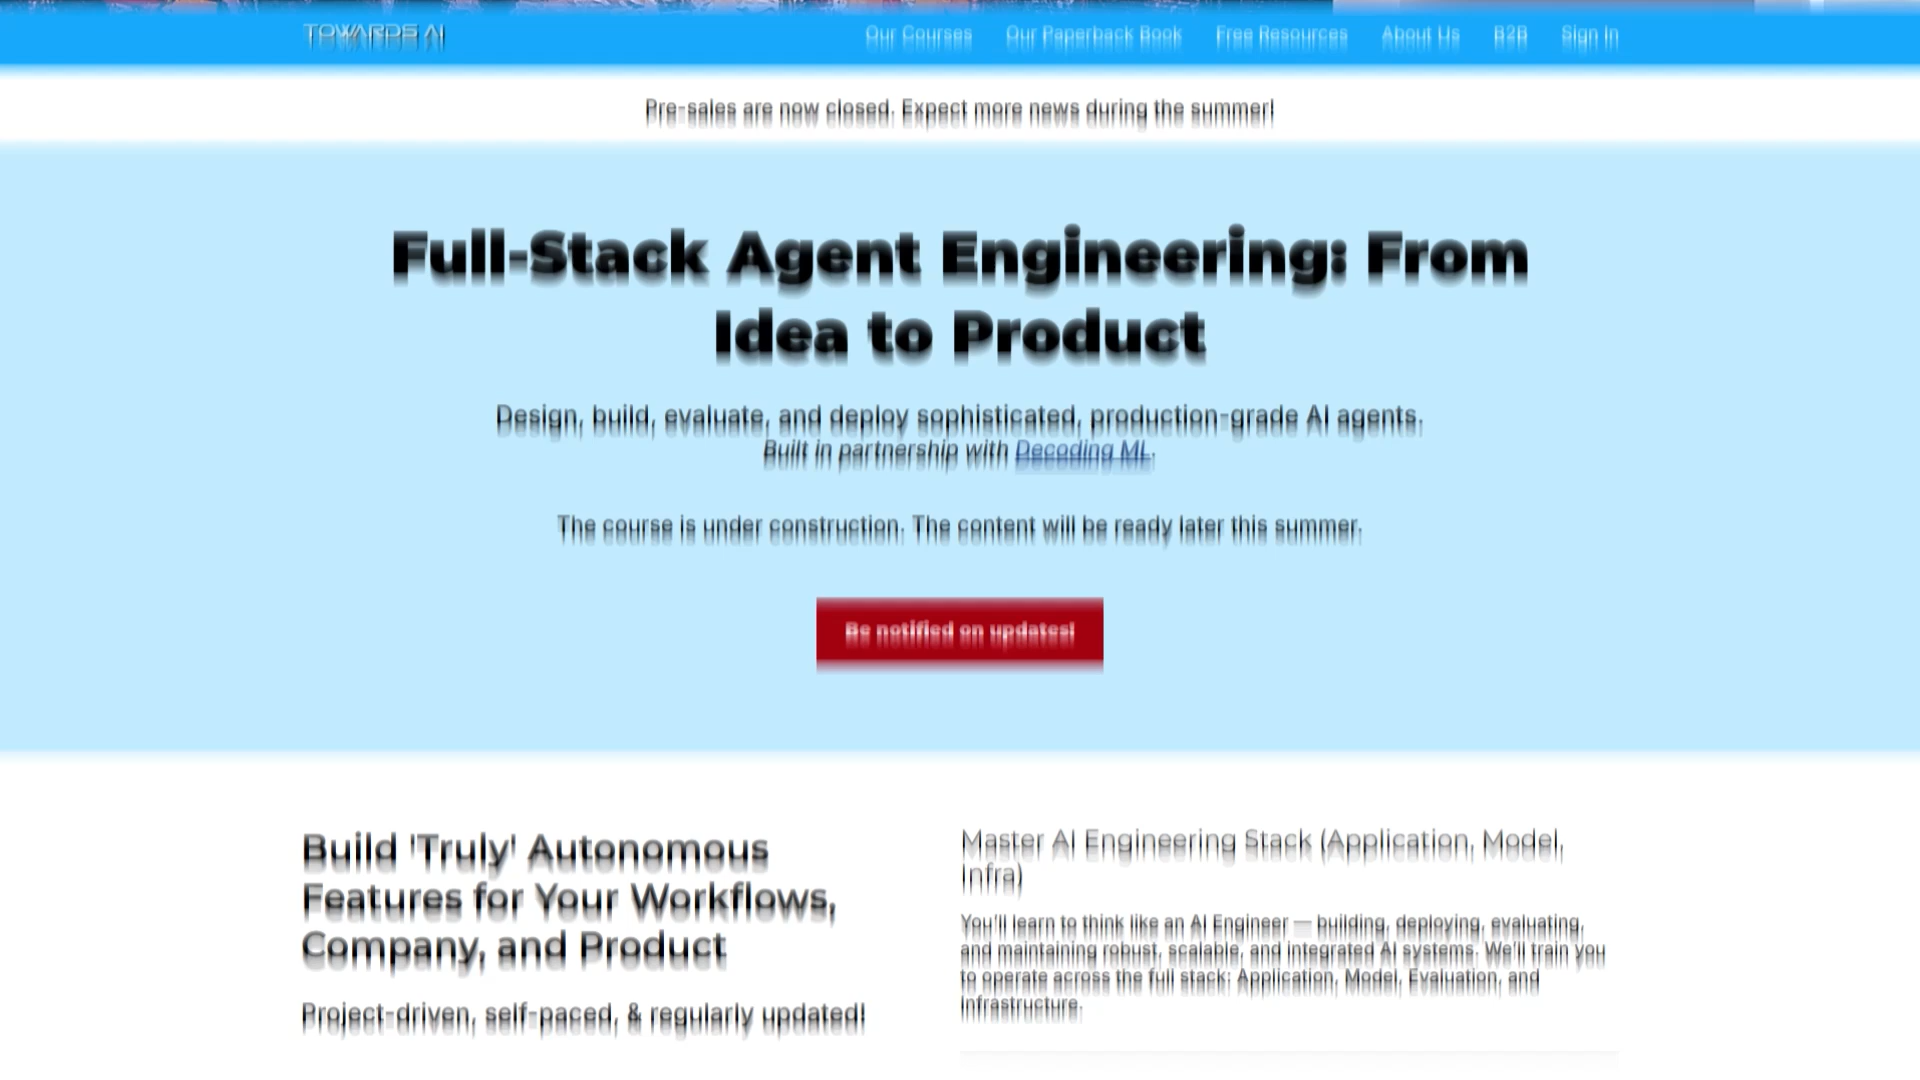 TOWARDS AI
Our Courses Our Paperback Book Free Resources About Us B2B Sign In
Pre-sales are now closed. Expect more news during the summer!
Full-Stack Agent Engineering: From
Idea to Product
Design, build, evaluate, and deploy sophisticated, production-grade AI agents.
Built in partnership with Decoding ML.
The course is under construction. The content will be ready later this summer.
Be notified on updates!
Build 'Truly' Autonomous
Features for Your Workflows,
Company, and Product
Project-driven, self-paced, & regularly updated!
Master AI Engineering Stack (Application, Model,
Infra)
You'll learn to think like an AI Engineer — building, deploying, evaluating,
and maintaining robust, scalable, and integrated AI systems. We'll train you
to operate across the full stack: Application, Model, Evaluation, and
Infrastructure.